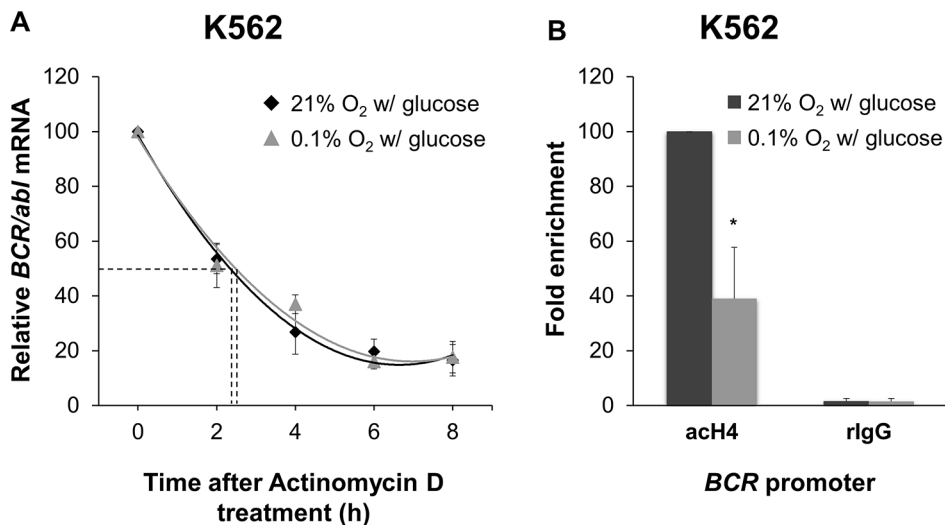 A
K562
Relative BCR/abl mRNA
120
100
80
60
40
20
0
21% O2 w/ glucose
0.1% O2 w/ glucose
0 2 4 6 8
Time after Actinomycin D
treatment (h)
B
K562
Fold enrichment
120
100
80
60
40
20
0
21% O2 w/ glucose
0.1% O2 w/ glucose
*
acH4 rIgG
BCR promoter